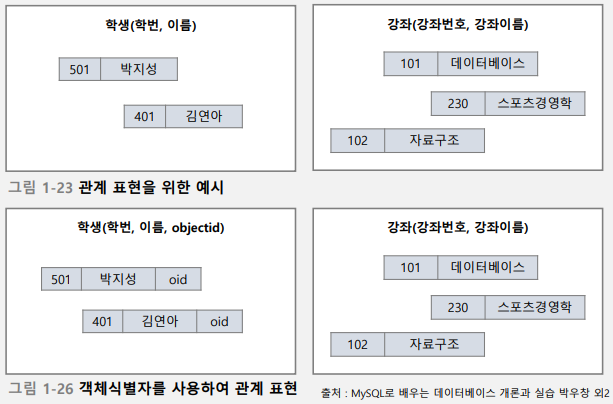 학생(학번, 이름)
501 박지성
401 김연아
강좌(강좌번호, 강좌이름)
101 데이터베이스
230 스포츠경영학
102 자료구조
그림 1-23 관계 표현을 위한 예시
학생(학번, 이름, objectid)
501 박지성 oid
401 김연아 oid
강좌(강좌번호, 강좌이름)
101 데이터베이스
230 스포츠경영학
102 자료구조
그림 1-26 객체식별자를 사용하여 관계 표현
출처 : MySQL로 배우는 데이터베이스 개론과 실습 박우창 외2